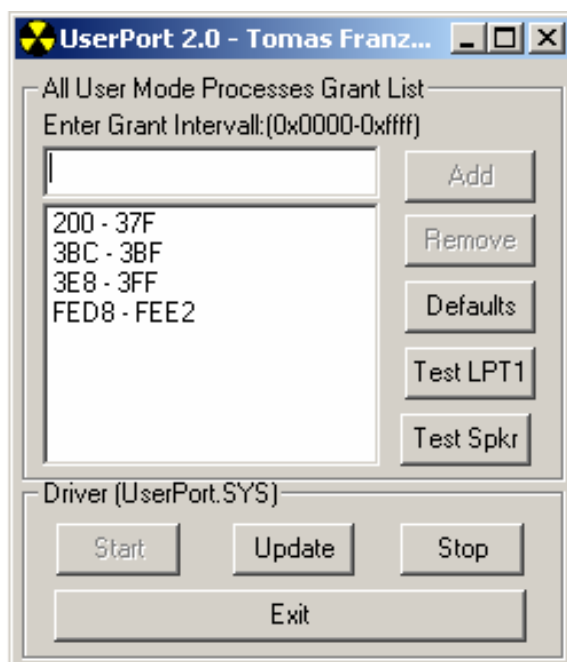 UserPort 2.0 - Tomas Franz...
All User Mode Processes Grant List
Enter Grant Intervall:(0x0000-0xffff)
Add
200 - 37F
3BC - 3BF
3E8 - 3FF
FED8 - FEE2
Remove
Defaults
Test LPT1
Test Spkr
Driver (UserPort.SYS)
Start Update Stop
Exit